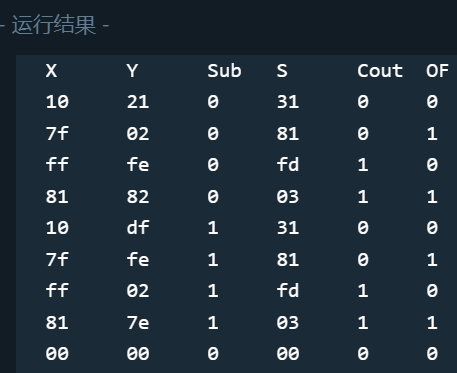 - 运行结果 -
X Y Sub S Cout OF
10 21 0 31 0 0
7f 02 0 81 0 1
ff fe 0 fd 1 0
81 82 0 03 1 1
10 df 1 31 0 0
7f fe 1 81 0 1
ff 02 1 fd 1 0
81 7e 1 03 1 1
00 00 0 00 0 0